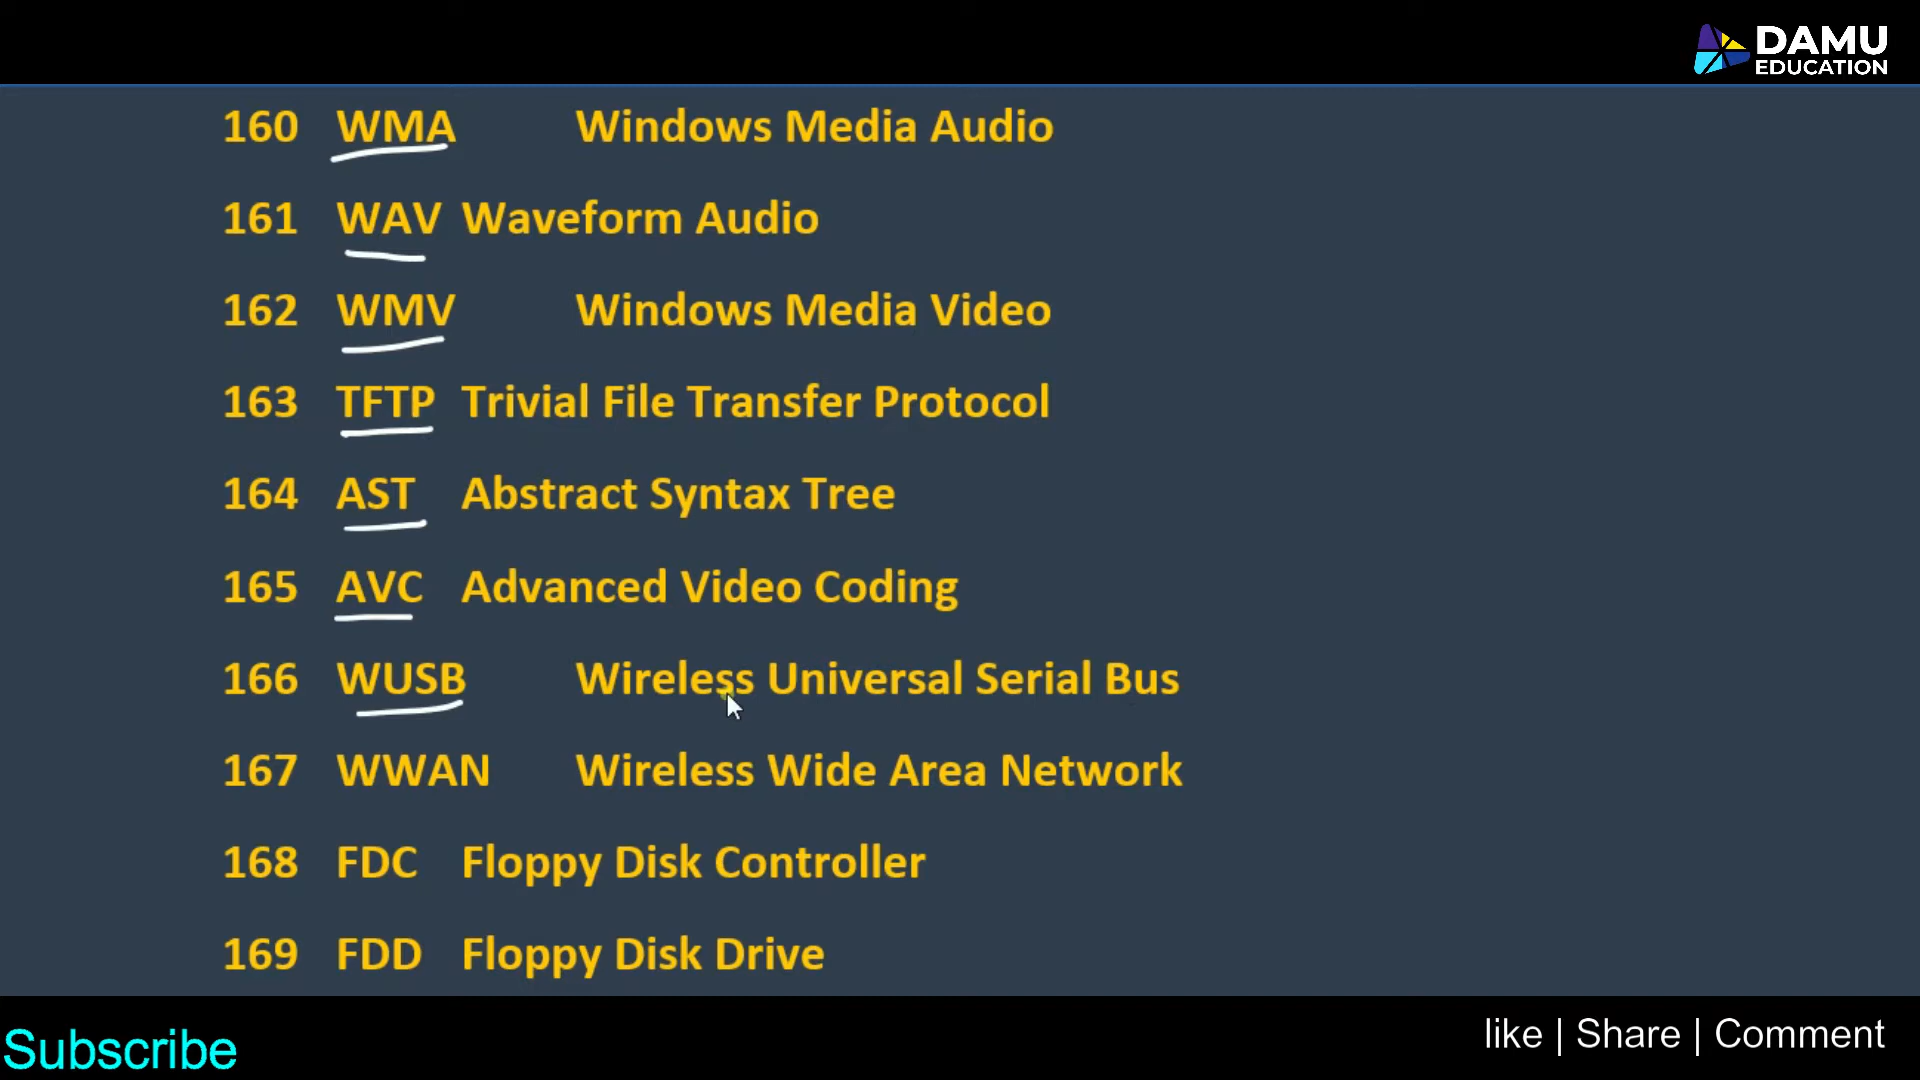 DAMU
EDUCATION
160 WMA Windows Media Audio
161 WAV Waveform Audio
162 WMV Windows Media Video
163 TFTP Trivial File Transfer Protocol
164 AST Abstract Syntax Tree
165 AVC Advanced Video Coding
166 WUSB Wireless Universal Serial Bus
167 WWAN Wireless Wide Area Network
168 FDC Floppy Disk Controller
169 FDD Floppy Disk Drive
Subscribe
like | Share | Comment